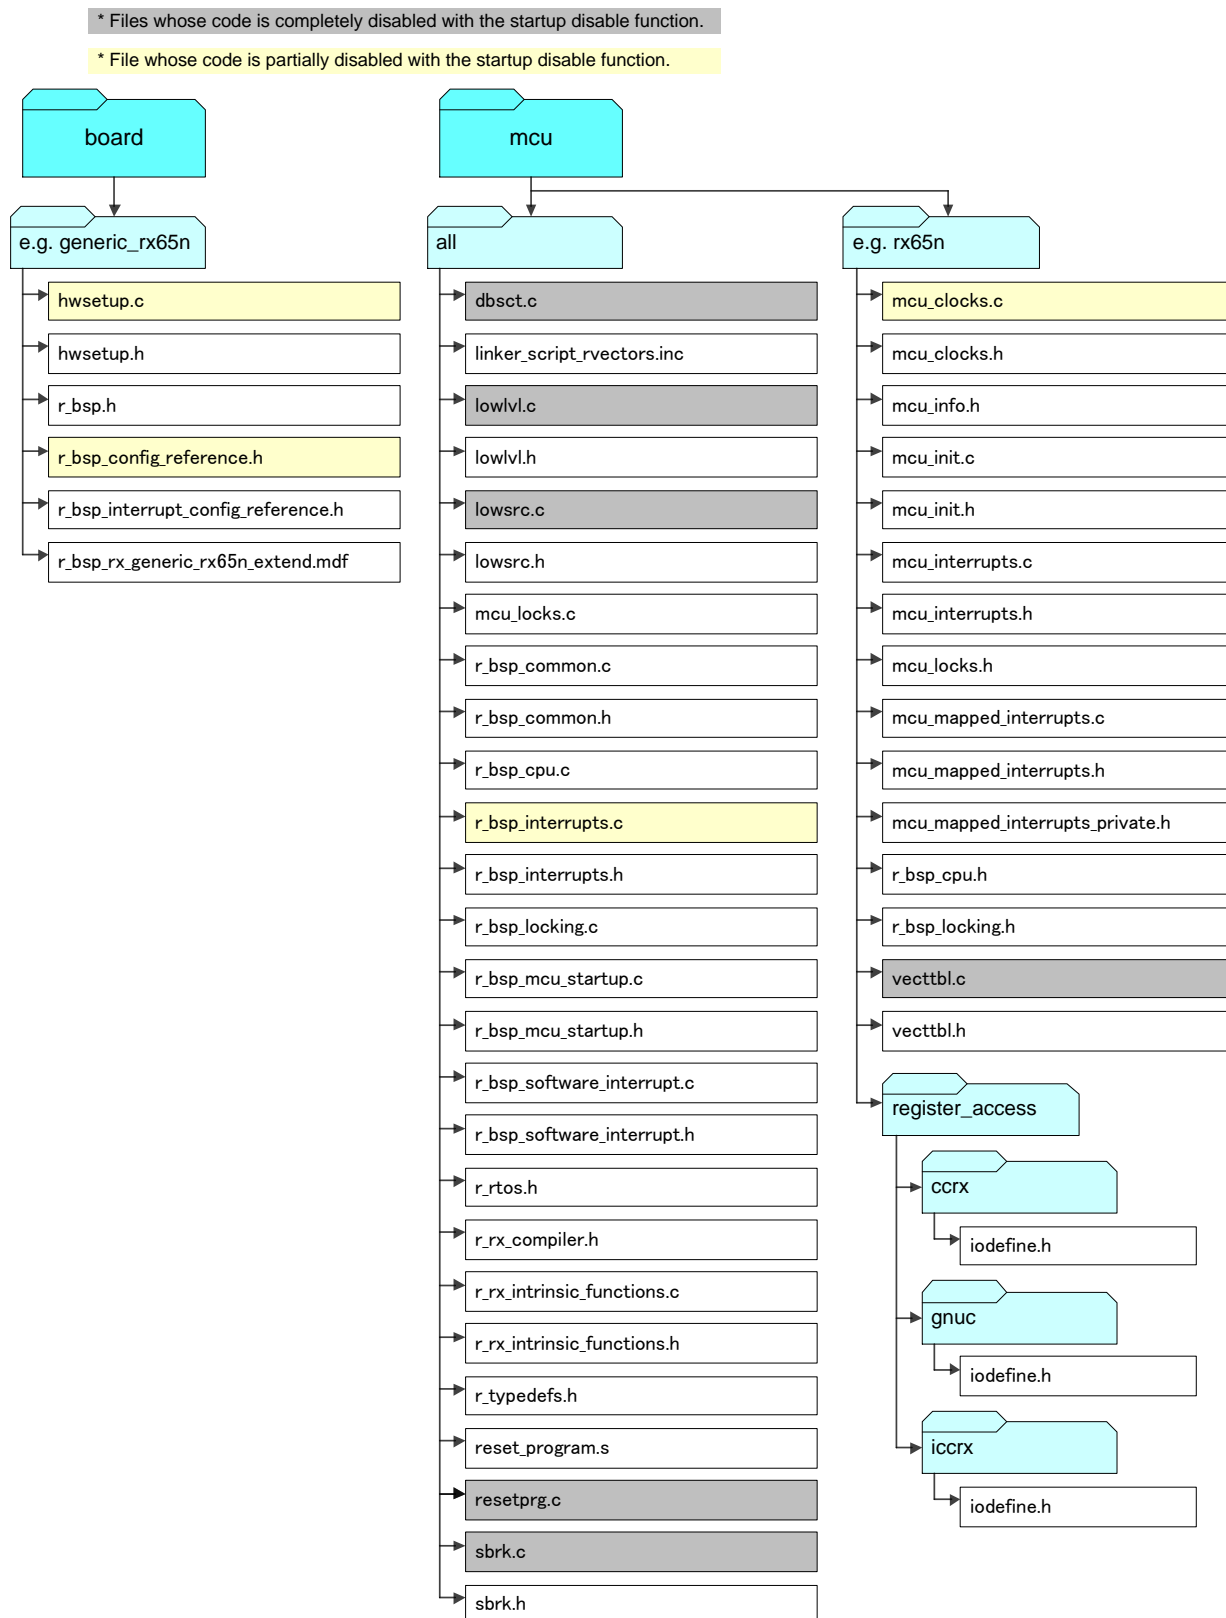 * Files whose code is completely disabled with the startup disable function.
* File whose code is partially disabled with the startup disable function.
board
e.g. generic_rx65n
hwsetup.c
hwsetup.h
r_bsp.h
r_bsp_config_reference.h
r_bsp_interrupt_config_reference.h
r_bsp_rx_generic_rx65n_extend.mdf
mcu
all
dbsct.c
linker_script_rvectors.inc
lowlvl.c
lowlvl.h
lowsrc.c
lowsrc.h
mcu_locks.c
r_bsp_common.c
r_bsp_common.h
r_bsp_cpu.c
r_bsp_interrupts.c
r_bsp_interrupts.h
r_bsp_locking.c
r_bsp_mcu_startup.c
r_bsp_mcu_startup.h
r_bsp_software_interrupt.c
r_bsp_software_interrupt.h
r_rtos.h
r_rx_compiler.h
r_rx_intrinsic_functions.c
r_rx_intrinsic_functions.h
r_typedefs.h
reset_program.s
resetprg.c
sbrk.c
sbrk.h
e.g. rx65n
mcu_clocks.c
mcu_clocks.h
mcu_info.h
mcu_init.c
mcu_init.h
mcu_interrupts.c
mcu_interrupts.h
mcu_locks.h
mcu_mapped_interrupts.c
mcu_mapped_interrupts.h
mcu_mapped_interrupts_private.h
r_bsp_cpu.h
r_bsp_locking.h
vecttbl.c
vecttbl.h
register_access
ccrx
iodefine.h
gnuc
iodefine.h
iccrx
iodefine.h